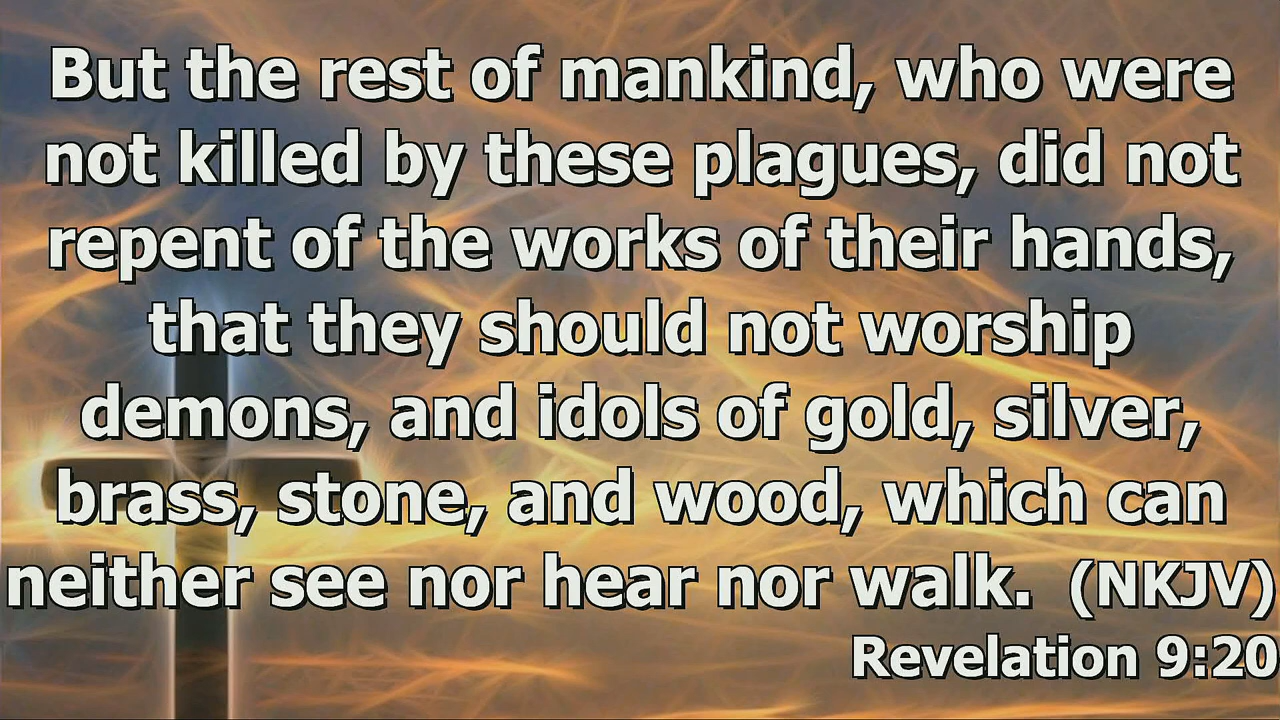 But the rest of mankind, who were
not killed by these plagues, did not
repent of the works of their hands,
that they should not worship
demons, and idols of gold, silver,
brass, stone, and wood, which can
neither see nor hear nor walk. (NKJV)
Revelation 9:20